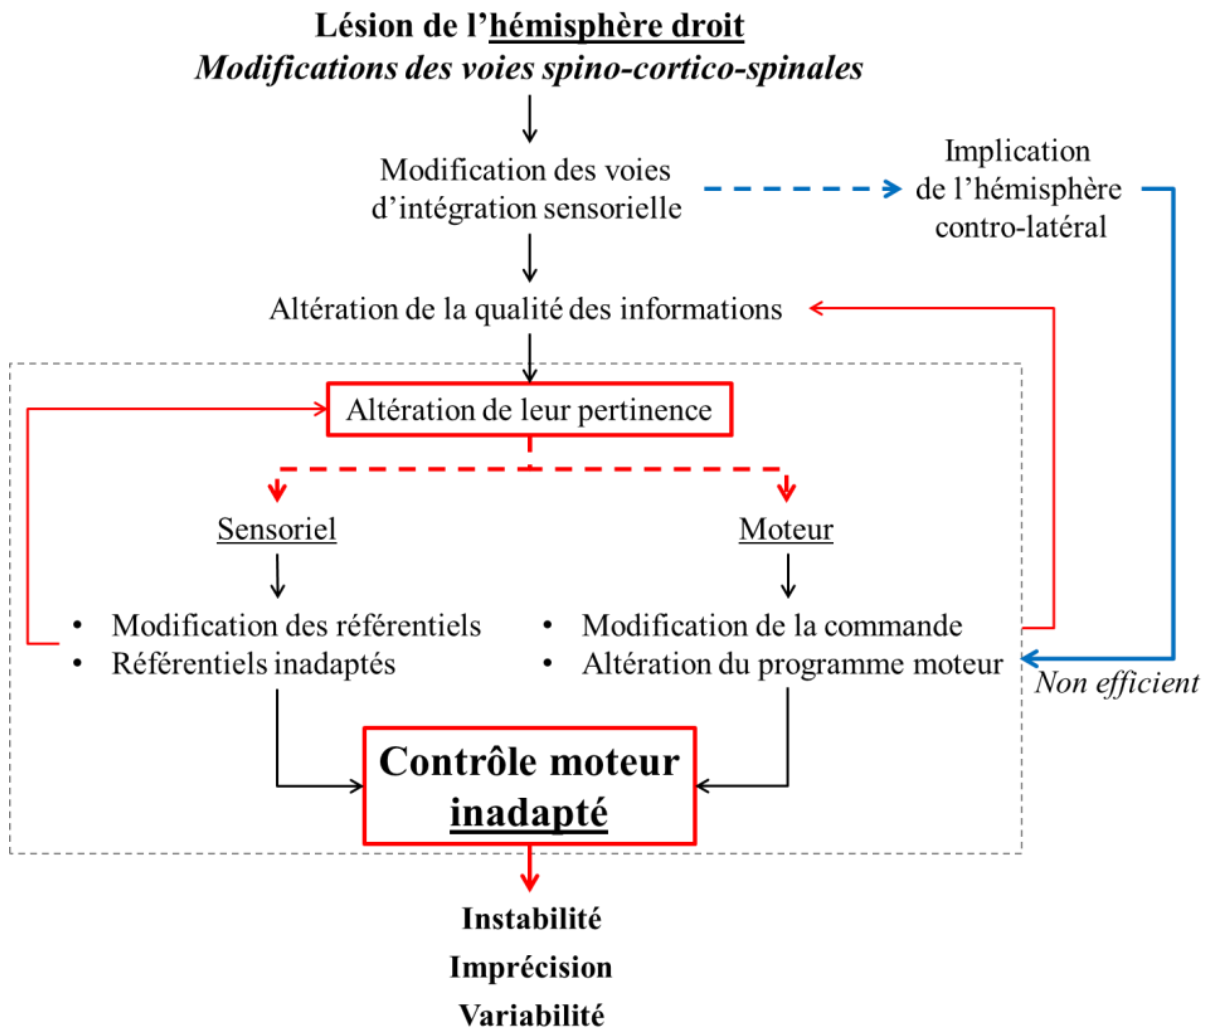 Lésion de l’hémisphère droit
Modifications des voies spino-cortico-spinales
Modification des voies
d’intégration sensorielle
Implication
de l’hémisphère
contro-latéral
Altération de la qualité des informations
Altération de leur pertinence
Sensoriel
Moteur
• Modification des référentiels
• Référentiels inadaptés
• Modification de la commande
• Altération du programme moteur
Non efficient
Contrôle moteur
inadapté
Instabilité
Imprécision
Variabilité